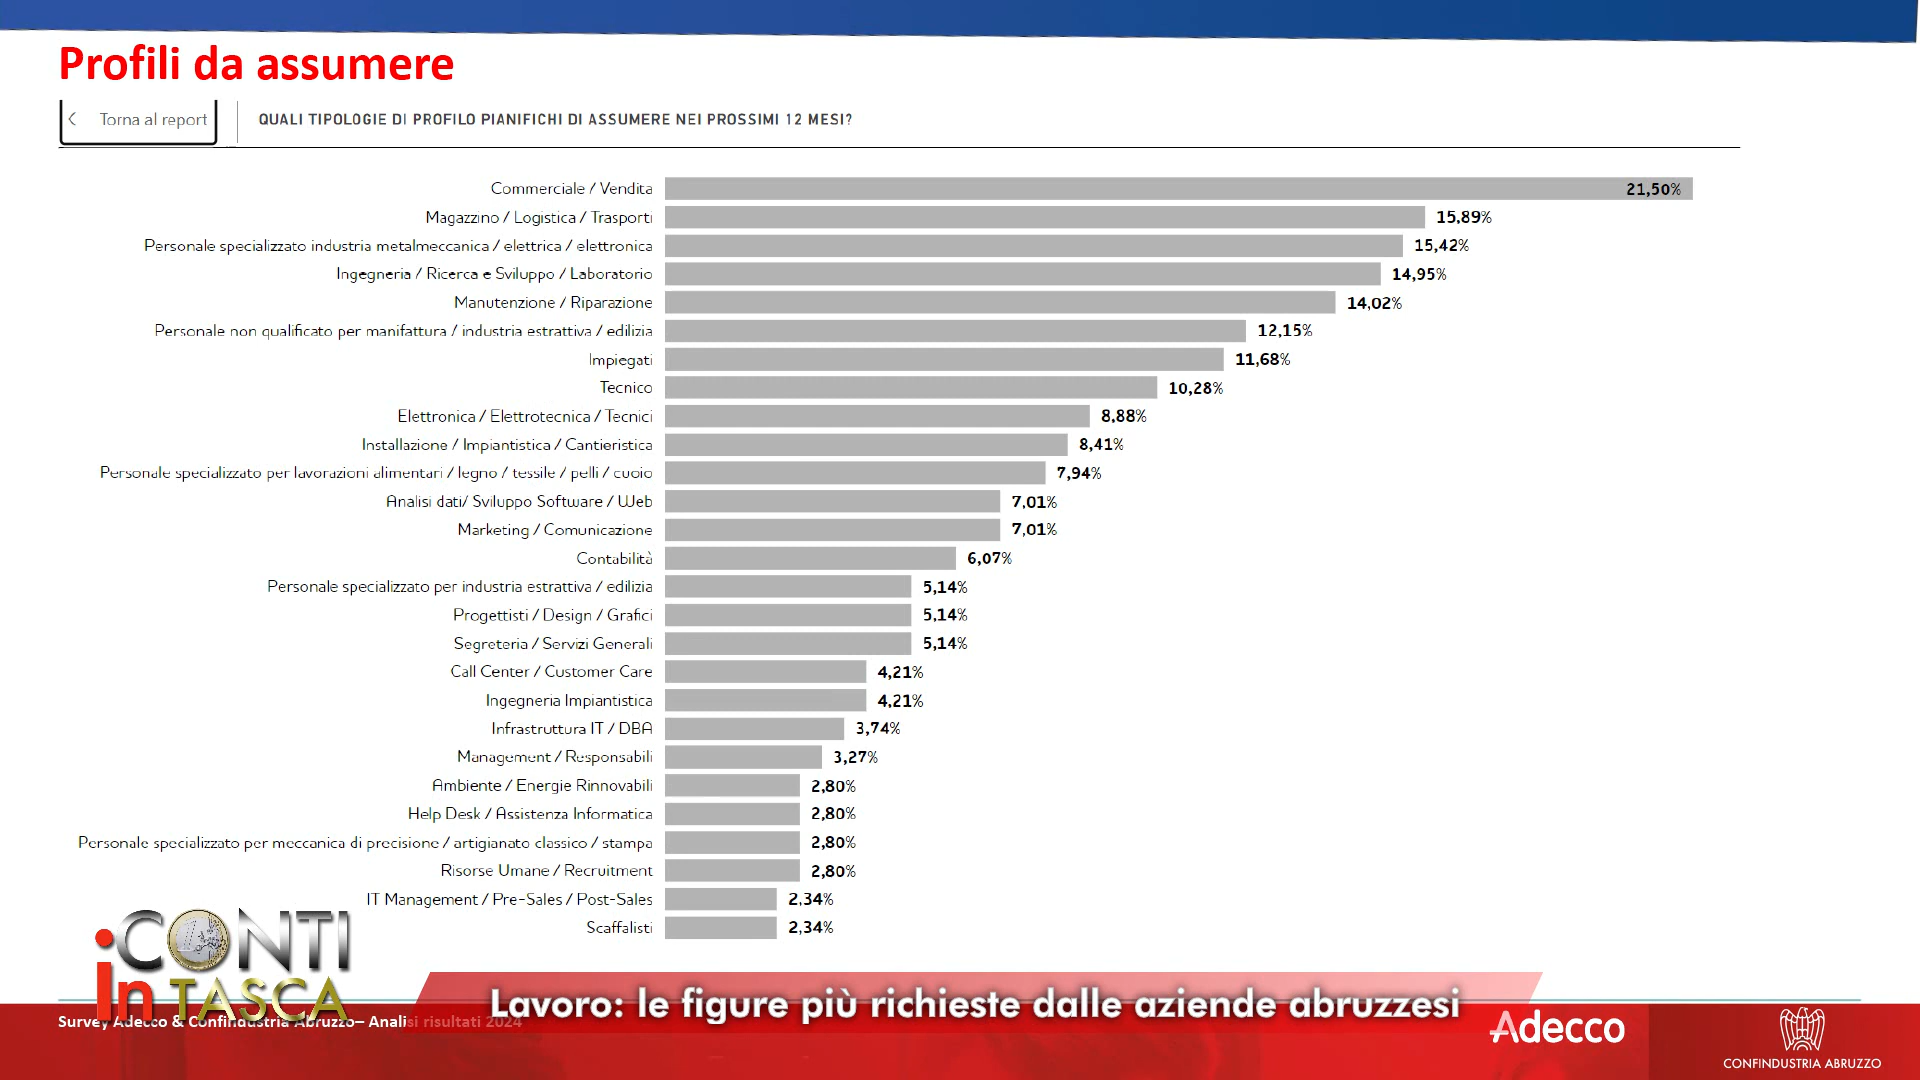 Profili da assumere
Torna al report
QUALI TIPOLOGIE DI PROFILO PIANIFICHI DI ASSUMERE NEI PROSSIMI 12 MESI?
Commerciale / Vendita 21,50%
Magazzino / Logistica / Trasporti 15,89%
Personale specializzato industria metalmeccanica / elettrica / elettronica 15,42%
Ingegneria / Ricerca e Sviluppo / Laboratorio 14,95%
Manutenzione / Riparazione 14,02%
Personale non qualificato per manifattura / industria estrattiva / edilizia 12,15%
Impiegati 11,68%
Tecnico 10,28%
Elettronica / Elettrotecnica / Tecnici 8,88%
Installazione / Impiantistica / Cantieristica 8,41%
Personale specializzato per lavorazioni alimentari / legno / tessile / pelli / cuoio 7,94%
Analisi dati/ Sviluppo Software / Web 7,01%
Marketing / Comunicazione 7,01%
Contabilità 6,07%
Personale specializzato per industria estrattiva / edilizia 5,14%
Progettisti / Design / Grafici 5,14%
Segreteria / Servizi Generali 5,14%
Call Center / Customer Care 4,21%
Ingegneria Impiantistica 4,21%
Infrastruttura IT / DBA 3,74%
Management / Responsabili 3,27%
Ambiente / Energie Rinnovabili 2,80%
Help Desk / Assistenza Informatica 2,80%
Personale specializzato per meccanica di precisione / artigianato classico / stampa 2,80%
Risorse Umane / Recruitment 2,80%
IT Management / Pre-Sales / Post-Sales 2,34%
Scaffalisti 2,34%
i CONTI
In TASCA
Lavoro: le figure più richieste dalle aziende abruzzesi
Survey Adecco & Confindustria Abruzzo– Analisi risultati 2024
Adecco
CONFINDUSTRIA ABRUZZO